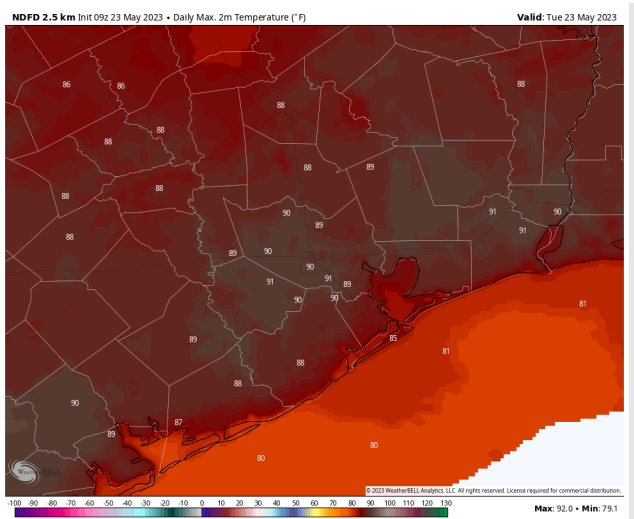 NDFD 2.5 km Init 09z 23 May 2023 • Daily Max. 2m Temperature (°F) Valid: Tue 23 May 2023
86 86 88
88
88 88
88 89
88 88
90 91 90
88 89 91
89 90
90
91 91 89
90 90
81
89 85
88 81
88
90
87
89
80 80
WeatherBELL
© 2023 WeatherBELL Analytics, LLC. All rights reserved. License required for commercial distribution.
-100 -90 -80 -70 -60 -50 -40 -30 -20 -10 0 10 20 30 40 50 60 70 80 90 100 110 120 130
Max: 92.0 • Min: 79.1